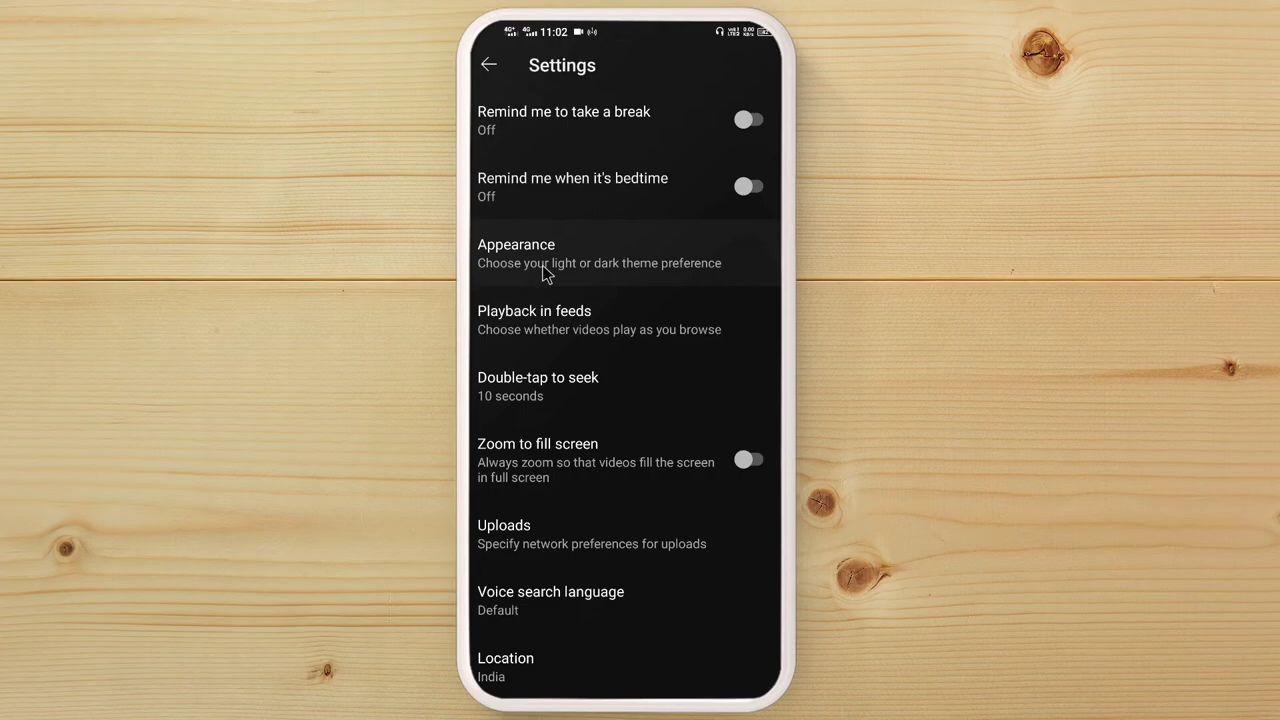 11:02
Settings
Remind me to take a break
Off
Remind me when it's bedtime
Off
Appearance
Choose your light or dark theme preference
Playback in feeds
Choose whether videos play as you browse
Double-tap to seek
10 seconds
Zoom to fill screen
Always zoom so that videos fill the screen
in full screen
Uploads
Specify network preferences for uploads
Voice search language
Default
Location
India